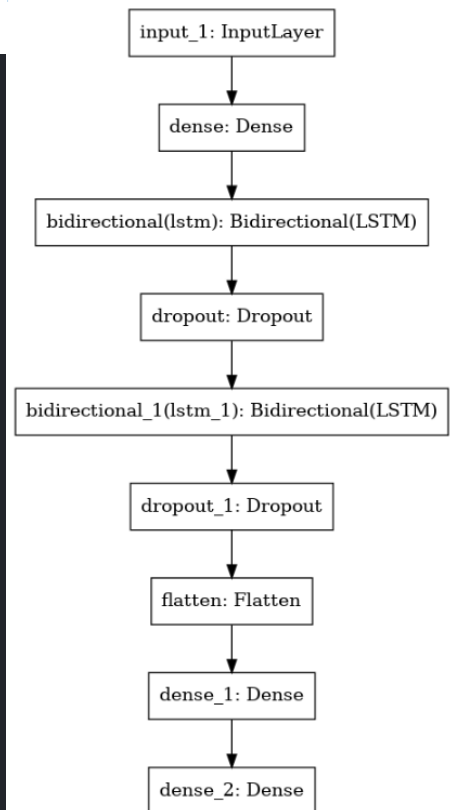 input_1: InputLayer
dense: Dense
bidirectional(lstm): Bidirectional(LSTM)
dropout: Dropout
bidirectional_1(lstm_1): Bidirectional(LSTM)
dropout_1: Dropout
flatten: Flatten
dense_1: Dense
dense_2: Dense